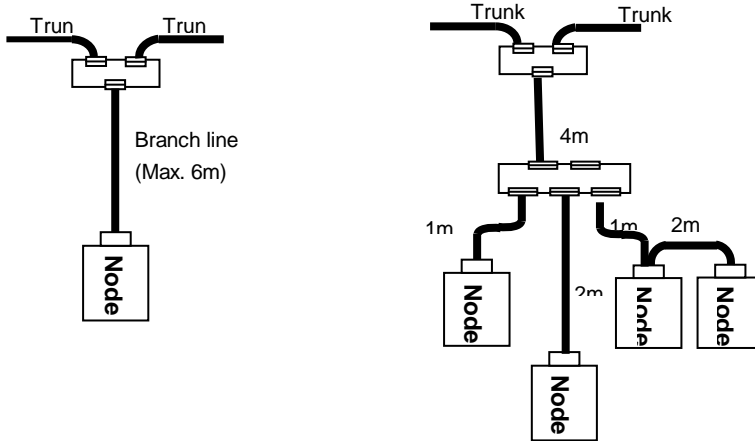 Trun
Trun
Branch line
(Max. 6m)
Node
Trunk
Trunk
4m
1m
1m
2m
2m
Node
Node
Node
Node